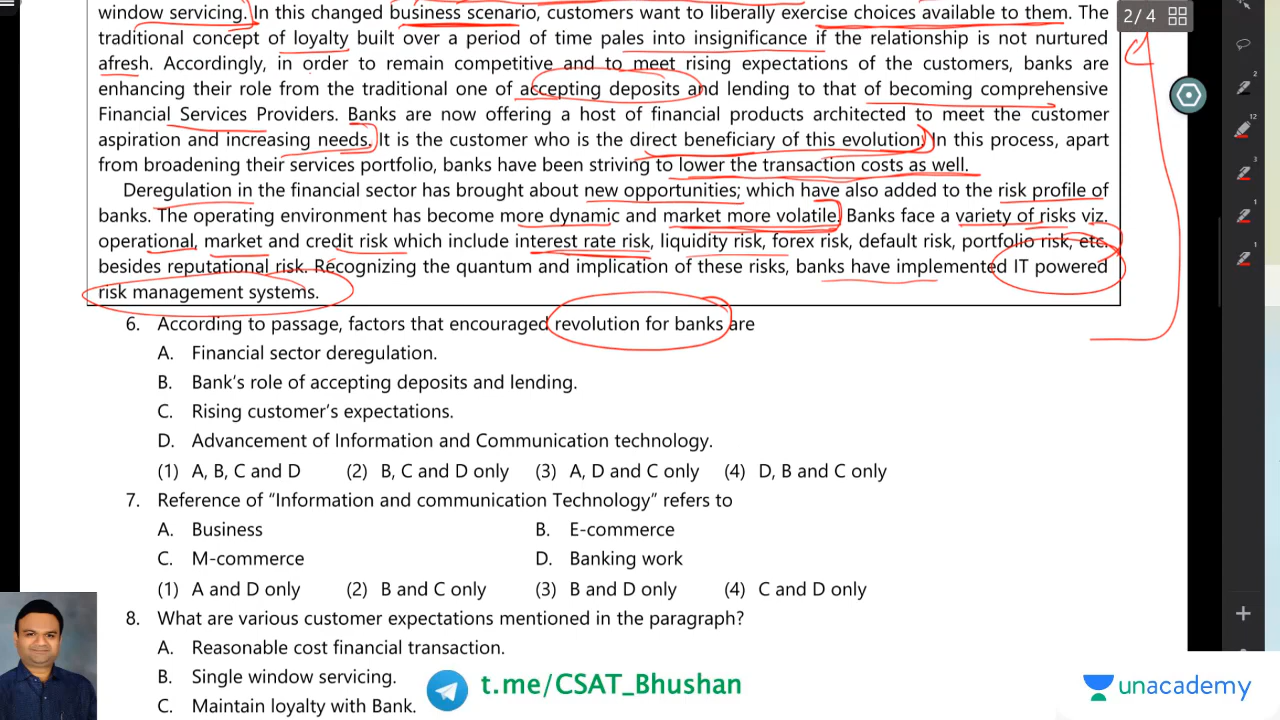 window servicing. In this changed business scenario, customers want to liberally exercise choices available to them. The
traditional concept of loyalty built over a period of time pales into insignificance if the relationship is not nurtured
afresh. Accordingly, in order to remain competitive and to meet rising expectations of the customers, banks are
enhancing their role from the traditional one of accepting deposits and lending to that of becoming comprehensive
Financial Services Providers. Banks are now offering a host of financial products architected to meet the customer
aspiration and increasing needs. It is the customer who is the direct beneficiary of this evolution. In this process, apart
from broadening their services portfolio, banks have been striving to lower the transaction costs as well.
Deregulation in the financial sector has brought about new opportunities; which have also added to the risk profile of
banks. The operating environment has become more dynamic and market more volatile. Banks face a variety of risks viz.
operational, market and credit risk which include interest rate risk, liquidity risk, forex risk, default risk, portfolio risk, etc.
besides reputational risk. Recognizing the quantum and implication of these risks, banks have implemented IT powered
risk management systems.
6. According to passage, factors that encouraged revolution for banks are
A. Financial sector deregulation.
B. Bank's role of accepting deposits and lending.
C. Rising customer's expectations.
D. Advancement of Information and Communication technology.
(1) A, B, C and D (2) B, C and D only (3) A, D and C only (4) D, B and C only
7. Reference of "Information and communication Technology" refers to
A. Business B. E-commerce
C. M-commerce D. Banking work
(1) A and D only (2) B and C only (3) B and D only (4) C and D only
8. What are various customer expectations mentioned in the paragraph?
A. Reasonable cost financial transaction.
B. Single window servicing.
C. Maintain loyalty with Bank.
2/4
2
3
1
1
t.me/CSAT_Bhushan
unacademy